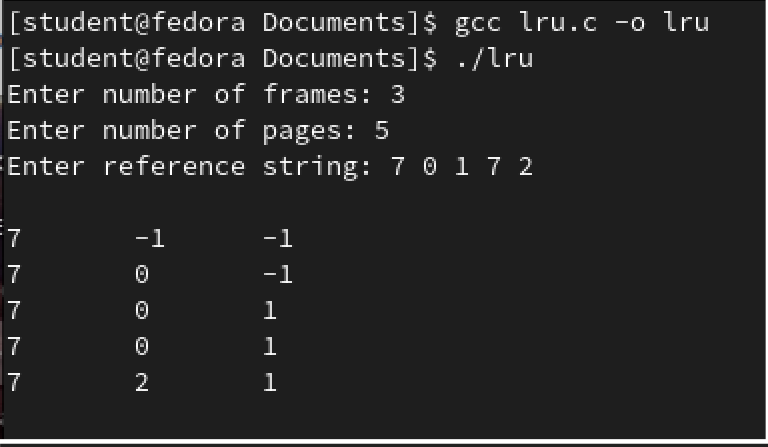 [student@fedora Documents]$ gcc lru.c -o lru
[student@fedora Documents]$ ./lru
Enter number of frames: 3
Enter number of pages: 5
Enter reference string: 7 0 1 7 2
7 -1 -1
7 0 -1
7 0 1
7 0 1
7 2 1